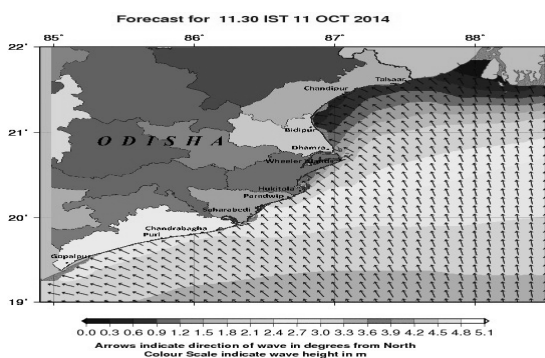 Forecast for 11.30 IST 11 OCT 2014
85' 86' 87' 88'
22'
Talsaar
Chandipur
21'
Bidipur
ODISHA
Dhamra
Hukitola
Paradwip
20'
Chandrabagha
Puri
Gopalpur
19'
0.0 0.3 0.6 0.9 1.2 1.5 1.8 2.1 2.4 2.7 3.0 3.3 3.6 3.9 4.2 4.5 4.8 5.1
Arrows indicate direction of wave in degrees from North
Colour Scale indicate wave height in m